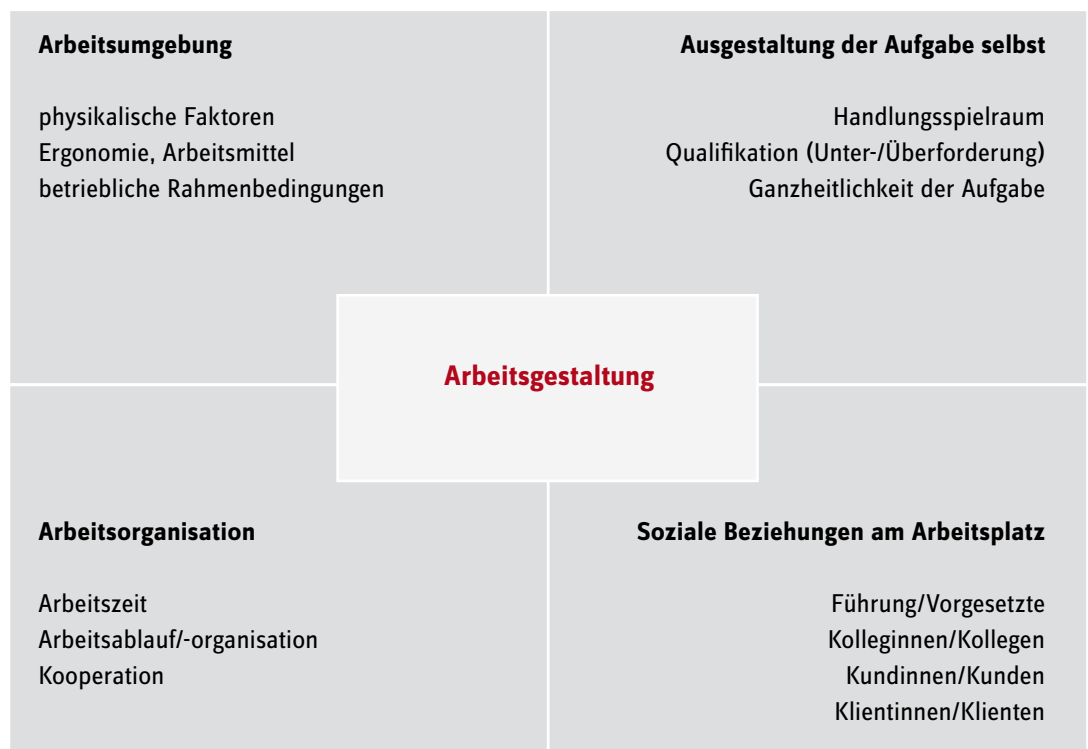 Arbeitsumgebung
physikalische Faktoren
Ergonomie, Arbeitsmittel
betriebliche Rahmenbedingungen
Ausgestaltung der Aufgabe selbst
Handlungsspielraum
Qualifikation (Unter-/Überforderung)
Ganzheitlichkeit der Aufgabe
Arbeitsgestaltung
Arbeitsorganisation
Arbeitszeit
Arbeitsablauf/-organisation
Kooperation
Soziale Beziehungen am Arbeitsplatz
Führung/Vorgesetzte
Kolleginnen/Kollegen
Kundinnen/Kunden
Klientinnen/Klienten